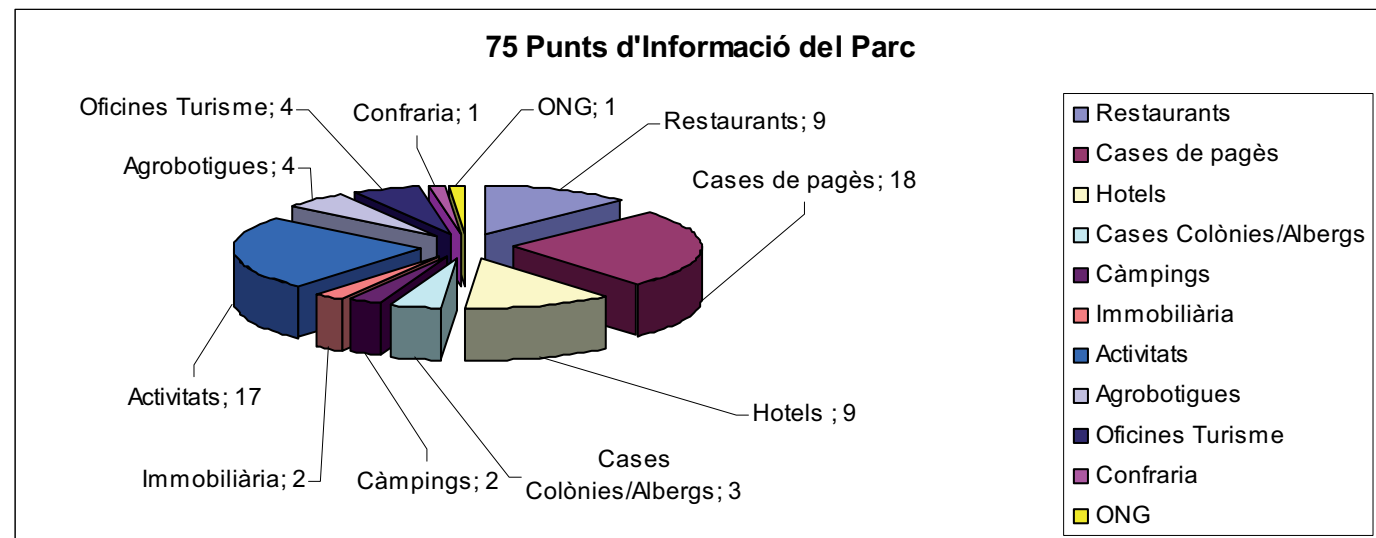 75 Punts d'Informació del Parc
Oficines Turisme; 4
Confraria; 1
ONG; 1
Restaurants; 9
Agrobotigues; 4
Cases de pagès; 18
Activitats; 17
Hotels ; 9
Immobiliària; 2
Càmpings; 2
Cases
Colònies/Albergs; 3
Restaurants
Cases de pagès
Hotels
Cases Colònies/Albergs
Càmpings
Immobiliària
Activitats
Agrobotigues
Oficines Turisme
Confraria
ONG